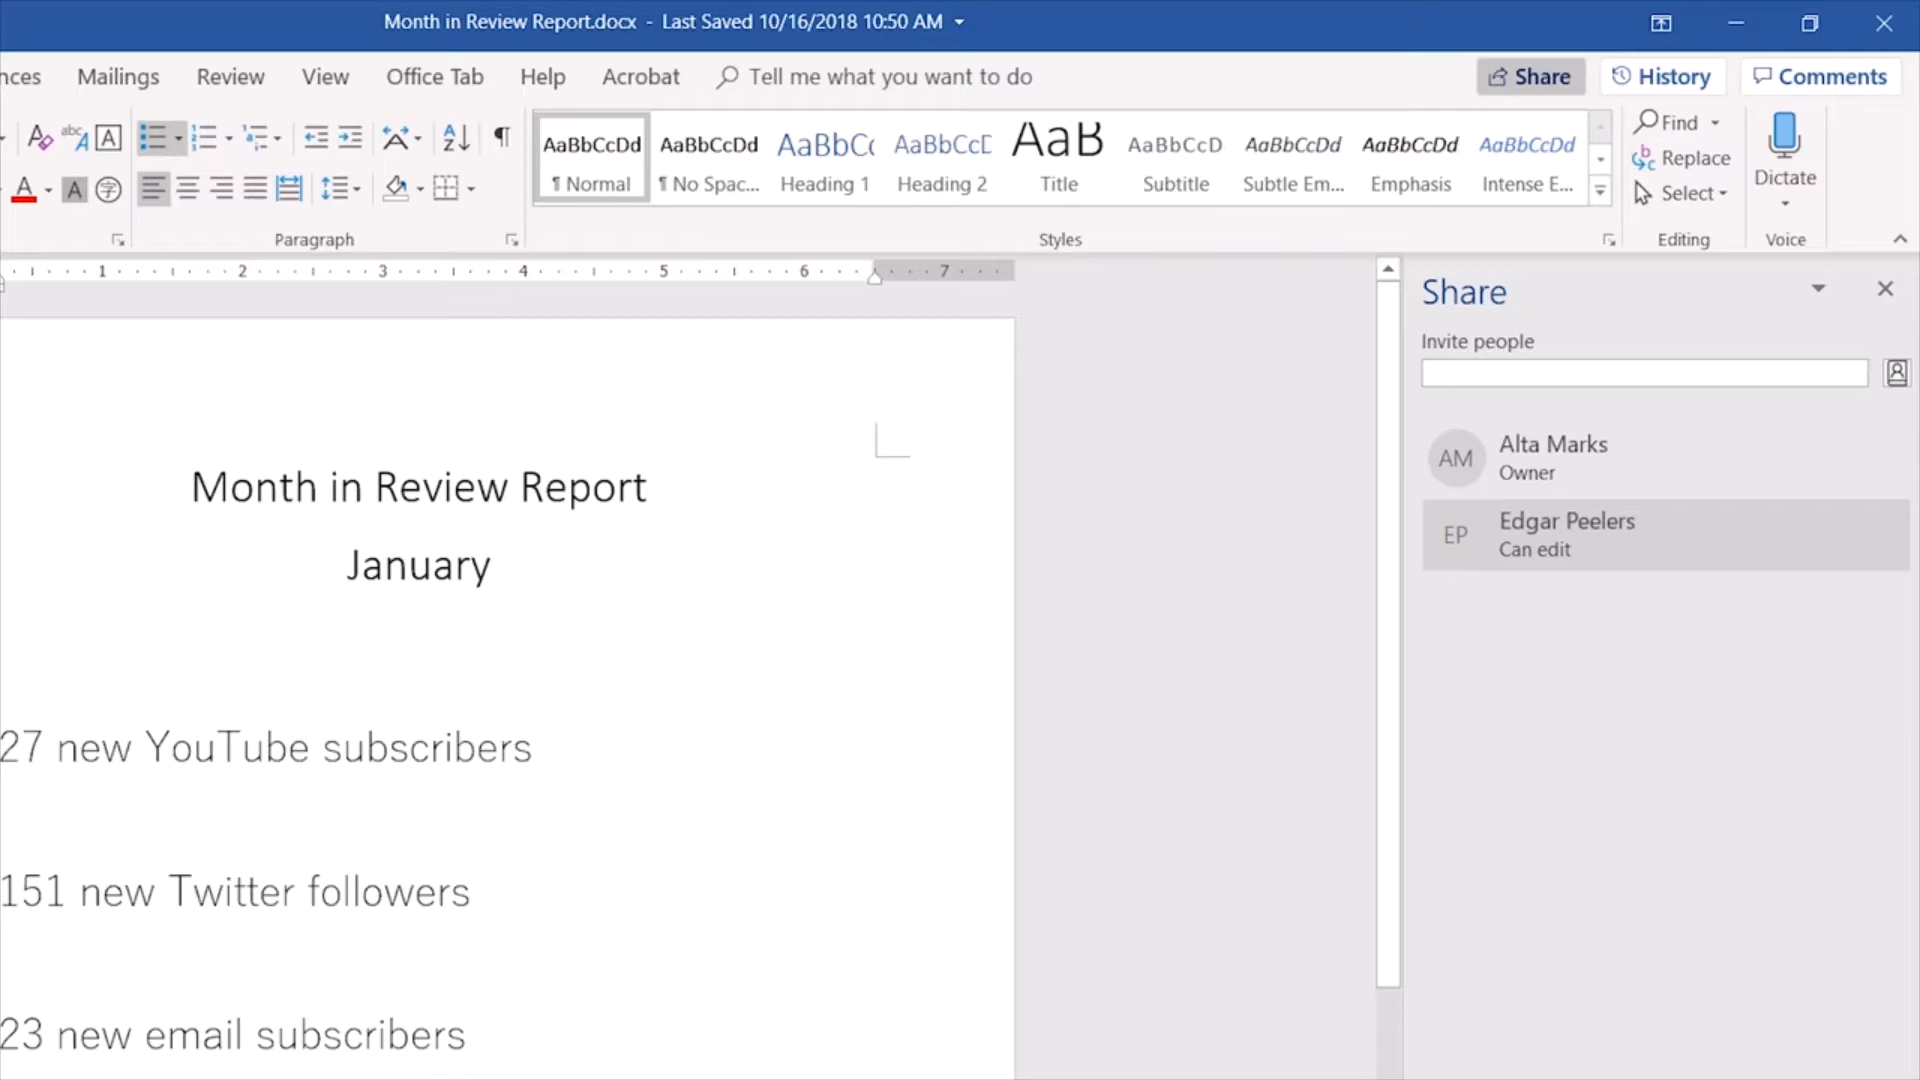 Month in Review Report.docx - Last Saved 10/16/2018 10:50 AM
nces Mailings Review View Office Tab Help Acrobat Tell me what you want to do Share History Comments
AaBbCcDd AaBbCcDd AaBbCc AaBbCcD AaB AaBbCcD AaBbCcDd AaBbCcDd AaBbCcDd
¶ Normal ¶ No Spac... Heading 1 Heading 2 Title Subtitle Subtle Em... Emphasis Intense E...
Find
Replace
Select
Dictate
Paragraph Styles Editing Voice
1 2 3 4 5 6 7
Share
Invite people
AM Alta Marks
Owner
EP Edgar Peelers
Can edit
Month in Review Report
January
27 new YouTube subscribers
151 new Twitter followers
23 new email subscribers